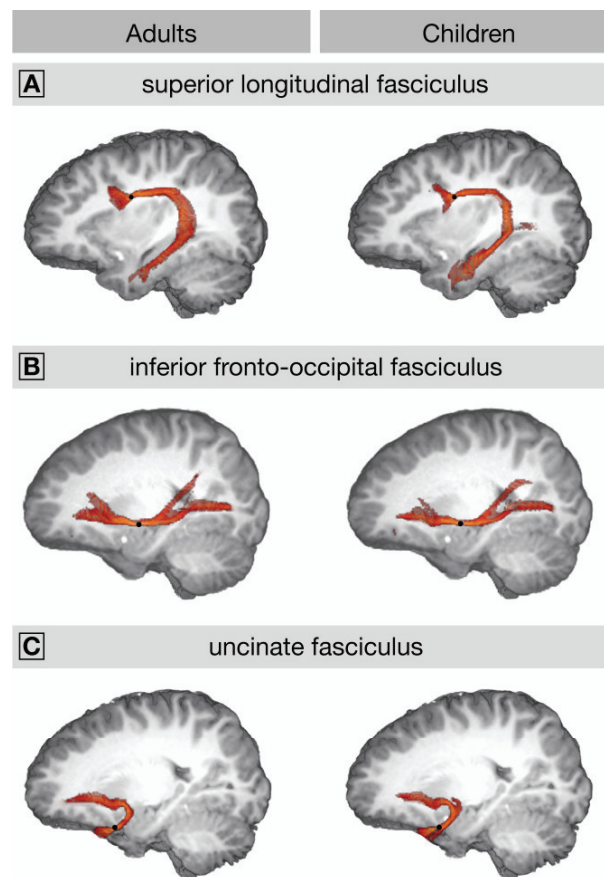 Adults
Children
A superior longitudinal fasciculus
B inferior fronto-occipital fasciculus
C uncinate fasciculus